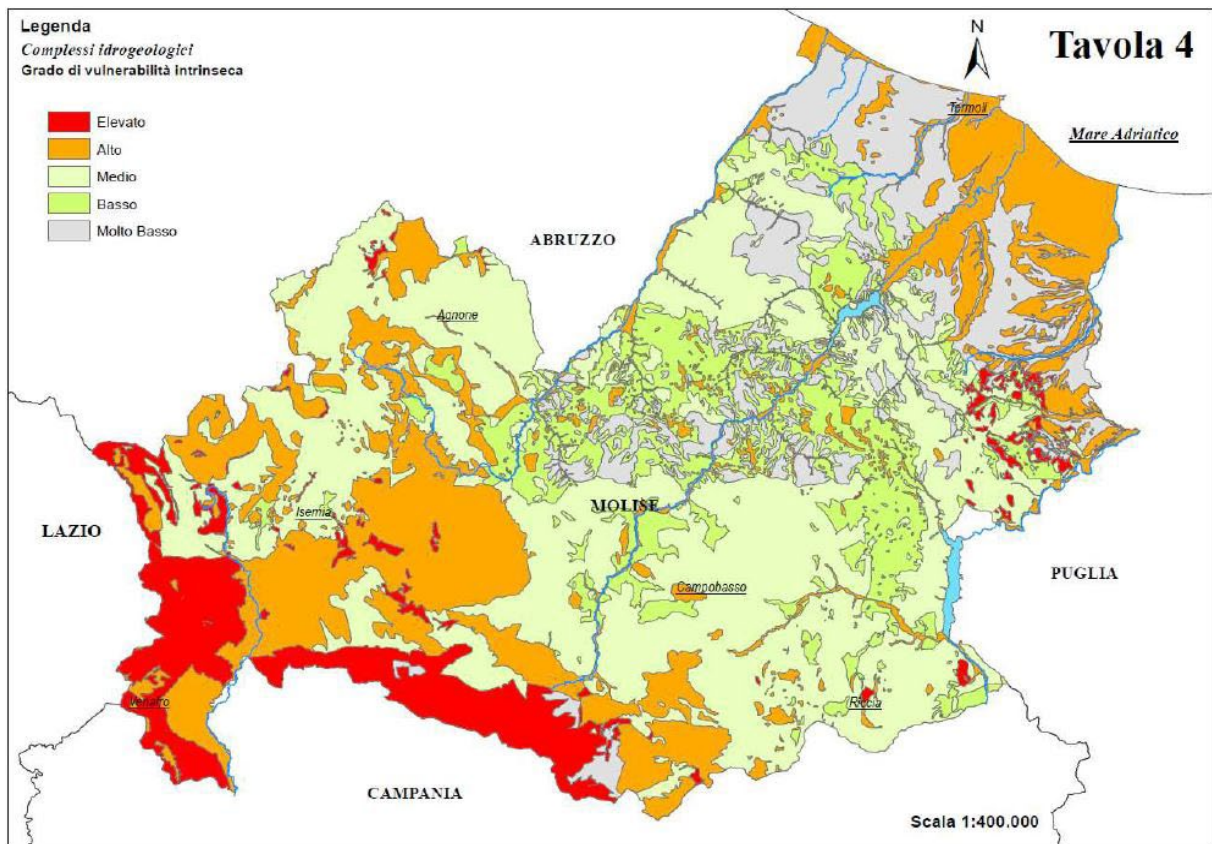 Legenda
Complessi idrogeologici
Grado di vulnerabilità intrinseca
Elevato
Alto
Medio
Basso
Molto Basso
N
Tavola 4
Termoli
Mare Adriatico
ABRUZZO
Agnone
LAZIO
Isernia
MOLISE
PUGLIA
Campobasso
Venafro
Riccia
CAMPANIA
Scala 1:400.000